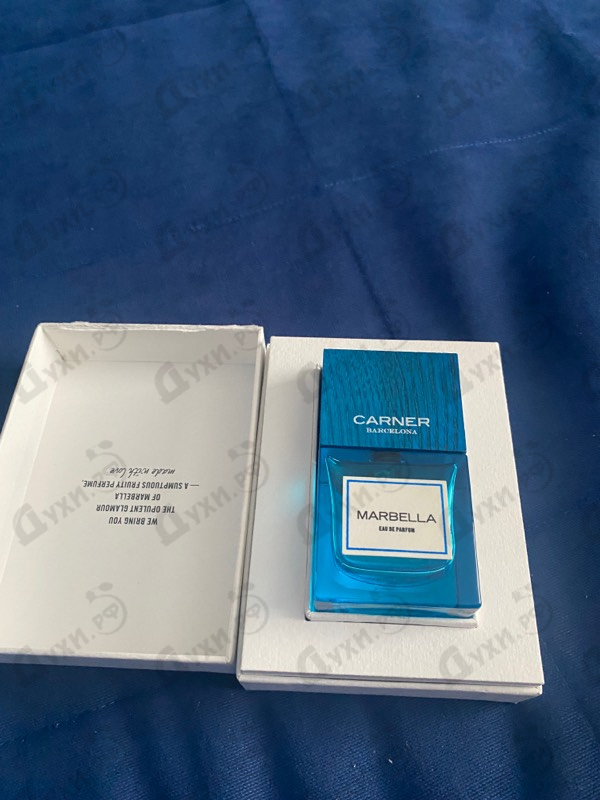 CARNER
BARCELONA
MARBELLA
EAU DE PARFUM
WE BRING YOU
THE OPULENT GLAMOUR
OF MARBELLA
— A SUMPTUOUS FRUITY PERFUME,
made with love
Духи.РФ